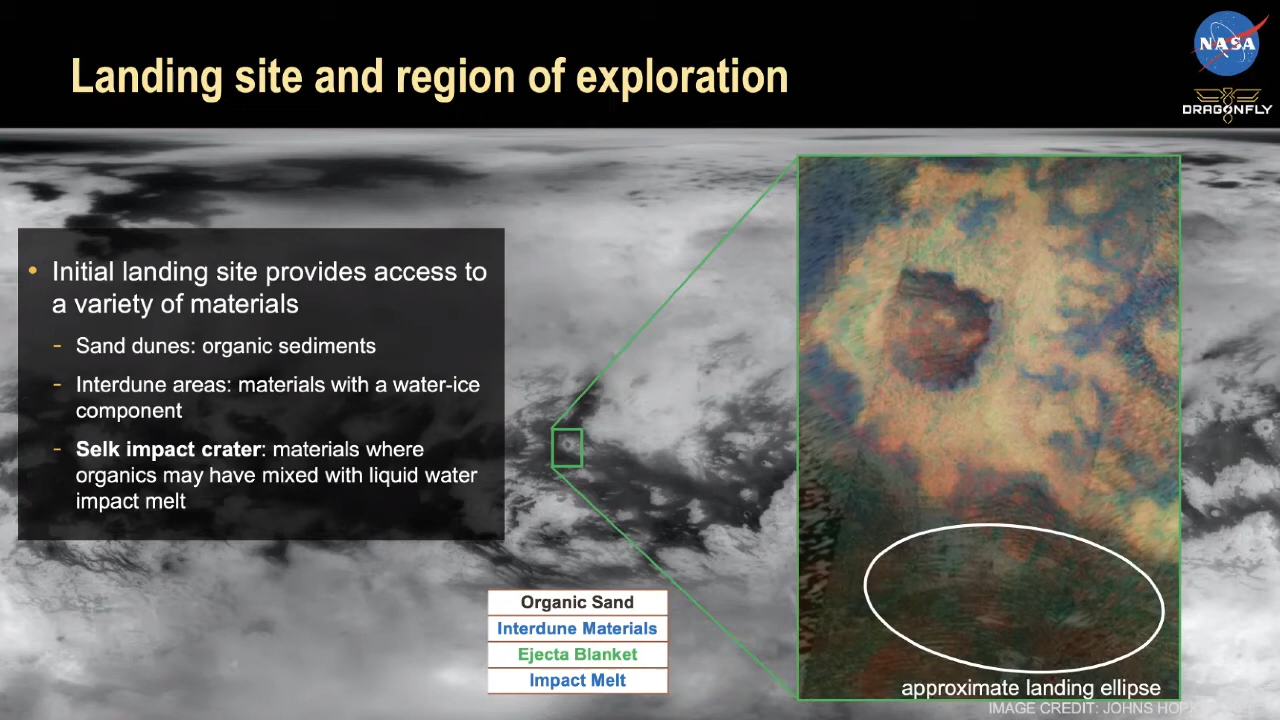 Landing site and region of exploration
NASA
DRAGONFLY
• Initial landing site provides access to
a variety of materials
- Sand dunes: organic sediments
- Interdune areas: materials with a water-ice
component
- Selk impact crater: materials where
organics may have mixed with liquid water
impact melt
Organic Sand
Interdune Materials
Ejecta Blanket
Impact Melt
approximate landing ellipse
IMAGE CREDIT: JOHNS